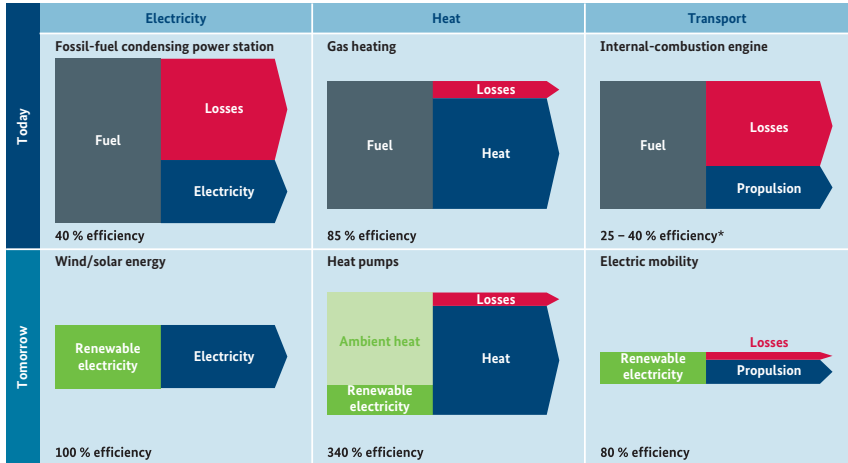 Electricity
Heat
Transport
Today
Fossil-fuel condensing power station
Fuel
Losses
Electricity
40 % efficiency
Gas heating
Fuel
Losses
Heat
85 % efficiency
Internal-combustion engine
Fuel
Losses
Propulsion
25 – 40 % efficiency*
Tomorrow
Wind/solar energy
Renewable
electricity
Electricity
100 % efficiency
Heat pumps
Ambient heat
Renewable
electricity
Losses
Heat
340 % efficiency
Electric mobility
Renewable
electricity
Losses
Propulsion
80 % efficiency